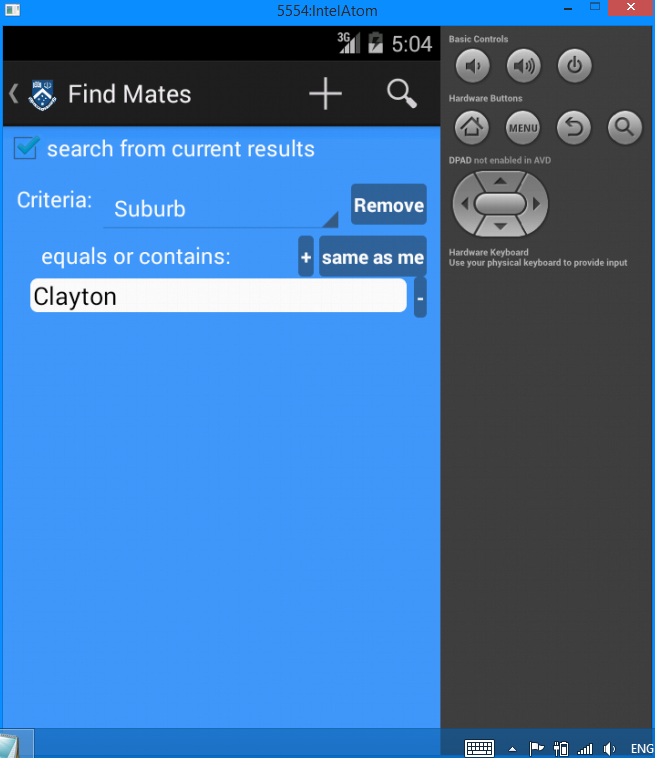 5554:IntelAtom
3G 5:04
Find Mates
search from current results
Criteria: Suburb Remove
equals or contains: + same as me
Clayton -
Basic Controls
Hardware Buttons
MENU
DPAD not enabled in AVD
Hardware Keyboard
Use your physical keyboard to provide input
ENG